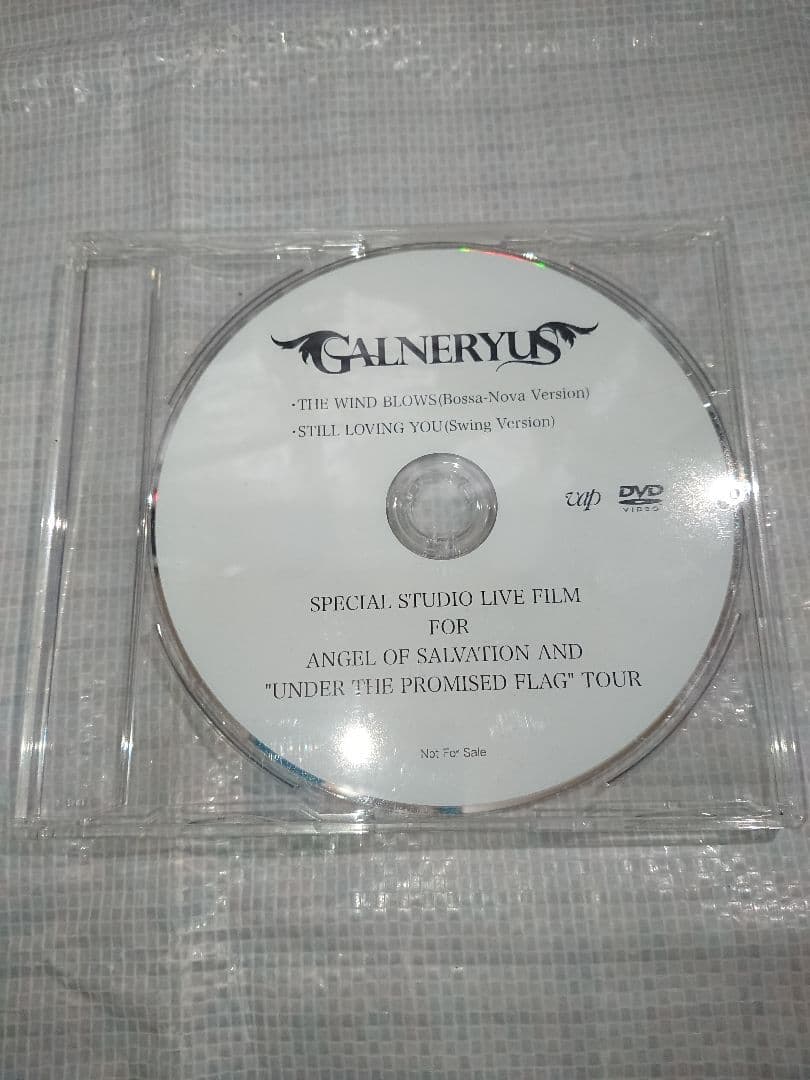 GALNERYUS
・THE WIND BLOWS(Bossa-Nova Version)
・STILL LOVING YOU(Swing Version)
vap DVD
VIDEO
SPECIAL STUDIO LIVE FILM
FOR
ANGEL OF SALVATION AND
"UNDER THE PROMISED FLAG" TOUR
Not For Sale